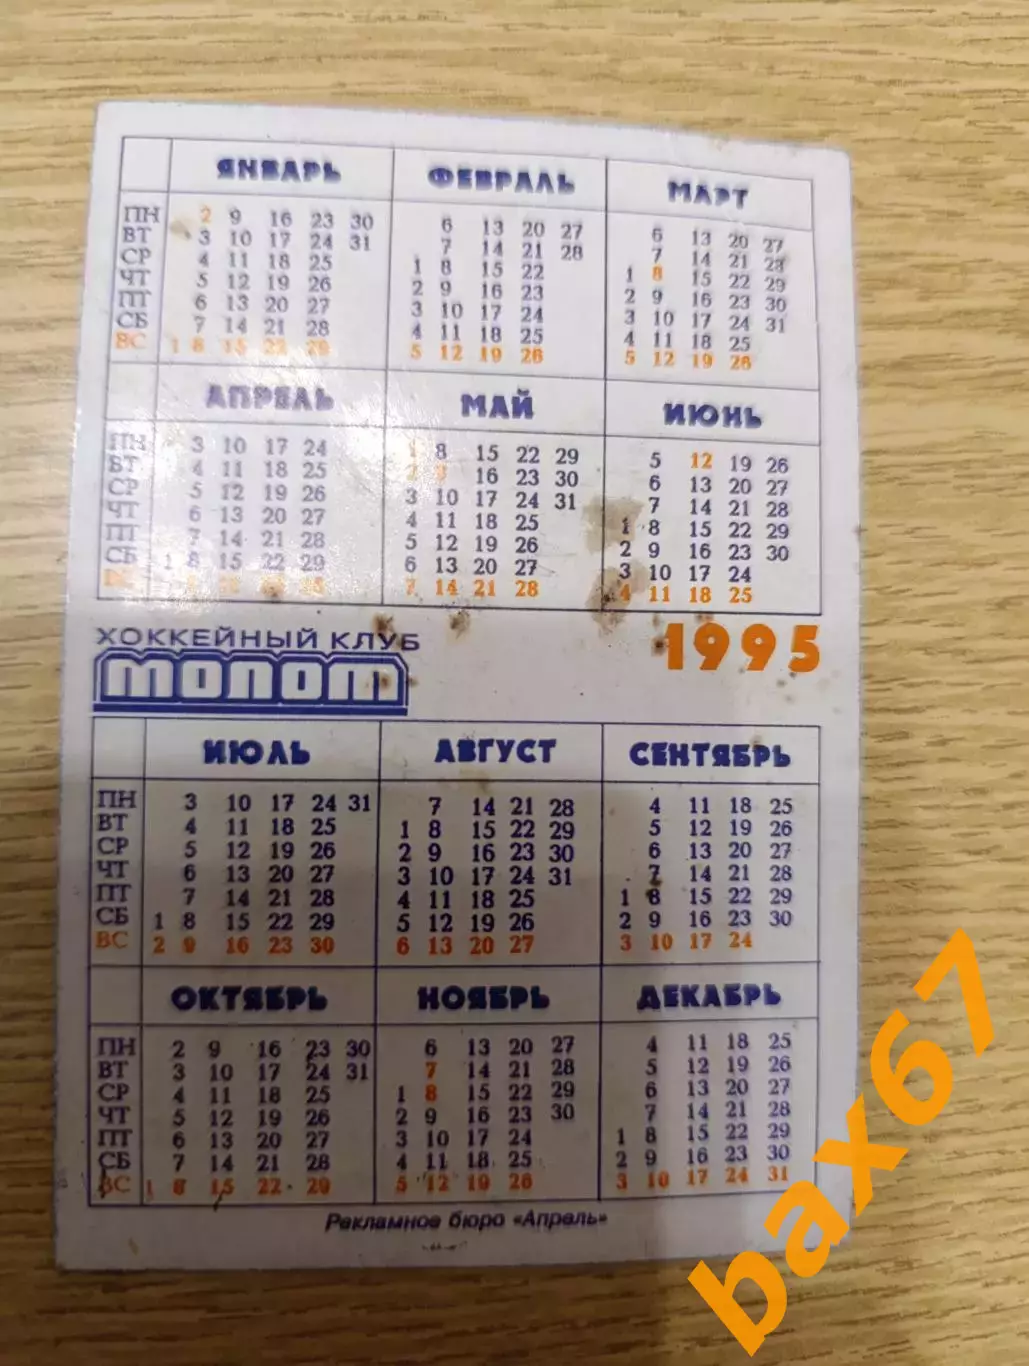 ЯНВАРЬ ФЕВРАЛЬ МАРТ
ПН 2 9 16 23 30 6 13 20 27 6 13 20 27
ВТ 3 10 17 24 31 7 14 21 28 7 14 21 28
СР 4 11 18 25 1 8 15 22 1 8 15 22 29
ЧТ 5 12 19 26 2 9 16 23 2 9 16 23 30
ПТ 6 13 20 27 3 10 17 24 3 10 17 24 31
СБ 7 14 21 28 4 11 18 25 4 11 18 25
ВС 1 8 15 22 29 5 12 19 26 5 12 19 26
АПРЕЛЬ МАЙ ИЮНЬ
ПН 3 10 17 24 1 8 15 22 29 5 12 19 26
ВТ 4 11 18 25 2 9 16 23 30 6 13 20 27
СР 5 12 19 26 3 10 17 24 31 7 14 21 28
ЧТ 6 13 20 27 4 11 18 25 1 8 15 22 29
ПТ 7 14 21 28 5 12 19 26 2 9 16 23 30
СБ 1 8 15 22 29 6 13 20 27 3 10 17 24
ВС 7 14 21 28 4 11 18 25
ХОККЕЙНЫЙ КЛУБ
МОЛОТ
1995
ИЮЛЬ АВГУСТ СЕНТЯБРЬ
ПН 3 10 17 24 31 7 14 21 28 4 11 18 25
ВТ 4 11 18 25 1 8 15 22 29 5 12 19 26
СР 5 12 19 26 2 9 16 23 30 6 13 20 27
ЧТ 6 13 20 27 3 10 17 24 31 7 14 21 28
ПТ 7 14 21 28 4 11 18 25 1 8 15 22 29
СБ 1 8 15 22 29 5 12 19 26 2 9 16 23 30
ВС 2 9 16 23 30 6 13 20 27 3 10 17 24
ОКТЯБРЬ НОЯБРЬ ДЕКАБРЬ
ПН 2 9 16 23 30 6 13 20 27 4 11 18 25
ВТ 3 10 17 24 31 7 14 21 28 5 12 19 26
СР 4 11 18 25 1 8 15 22 29 6 13 20 27
ЧТ 5 12 19 26 2 9 16 23 30 7 14 21 28
ПТ 6 13 20 27 3 10 17 24 1 8 15 22 29
СБ 7 14 21 28 4 11 18 25 2 9 16 23 30
ВС 1 8 15 22 29 5 12 19 26 3 10 17 24 31
Рекламное бюро «Апрель»
bax67